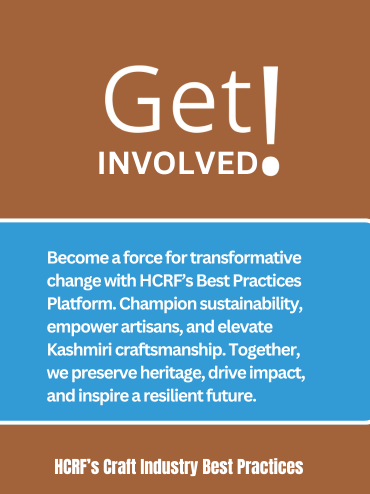 Get!
INVOLVED
Become a force for transformative
change with HCRF's Best Practices
Platform. Champion sustainability,
empower artisans, and elevate
Kashmiri craftsmanship. Together,
we preserve heritage, drive impact,
and inspire a resilient future.
HCRF's Craft Industry Best Practices